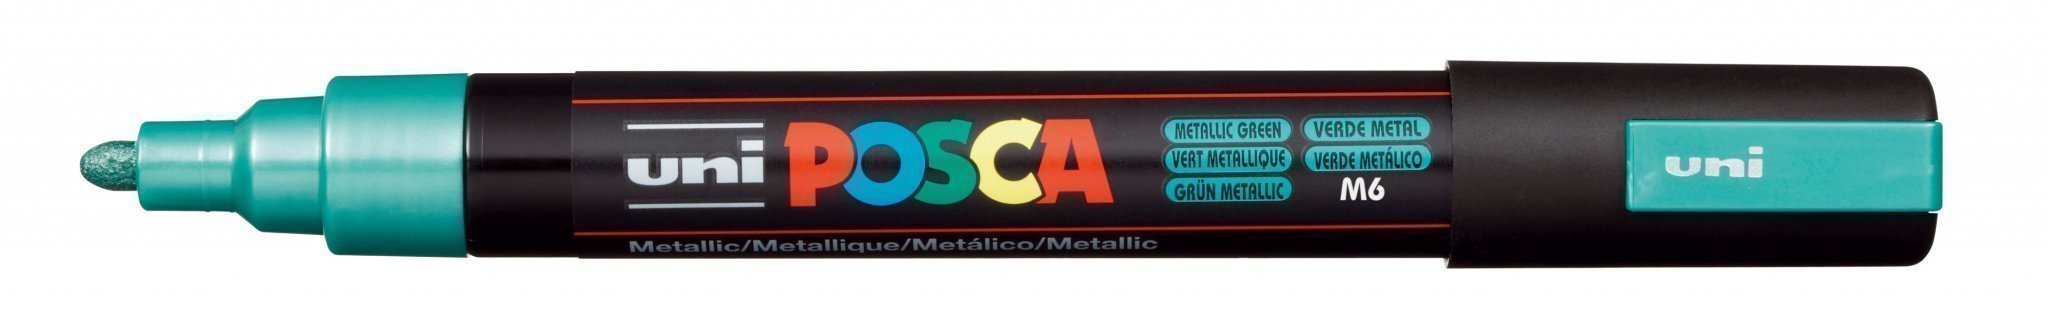 uni POSCA
METALLIC GREEN
VERDE METAL
VERT METALLIQUE
VERDE METÁLICO
GRÜN METALLIC
M6
Metallic/Metallique/Metálico/Metallic
uni